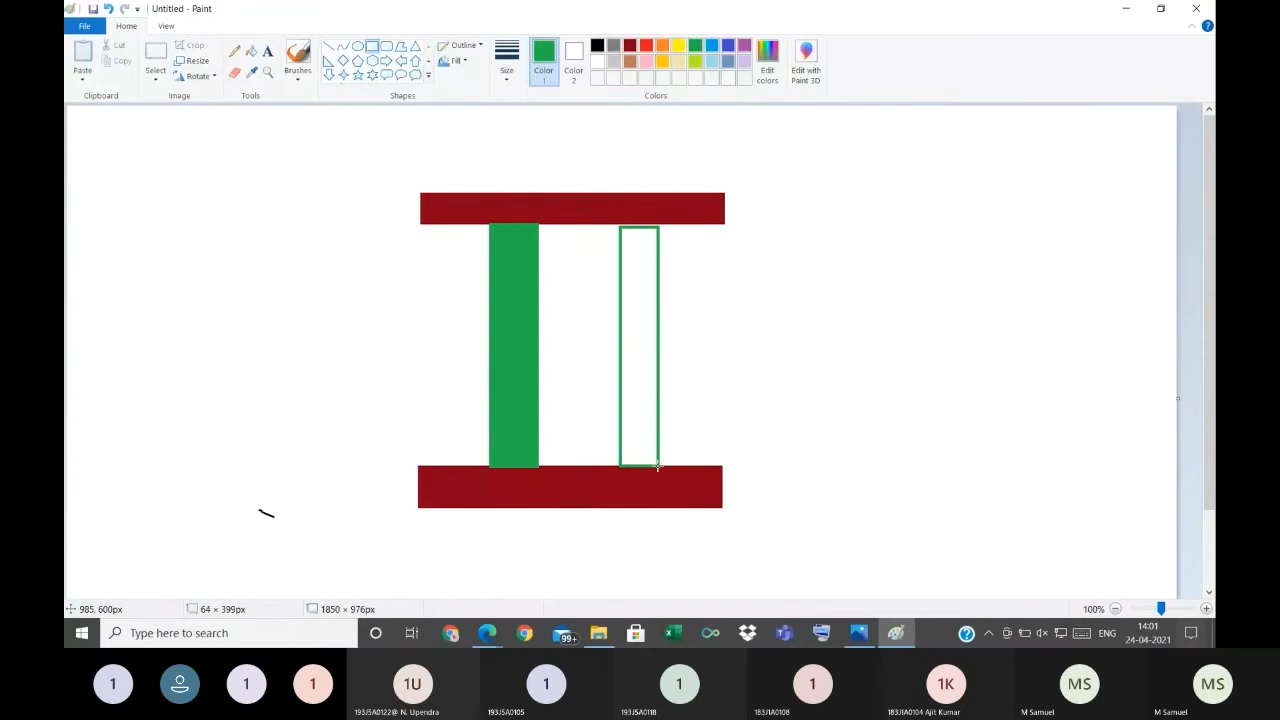 Untitled - Paint
File Home View
Paste
Cut
Copy
Clipboard
Select
Crop
Resize
Rotate
Image
Tools
Brushes
Shapes
Outline
Fill
Size
Color 1
Color 2
Colors
Edit colors
Edit with Paint 3D
985, 600px
64 × 399px
1850 × 976px
100%
Type here to search
99+
ENG
14:01
24-04-2021
1
1
1
1U
1
1
1
1K
MS
MS
193J5A0122@ N. Upendra
193J5A0105
193J5A0118
183J1A0108
183J1A0104 Ajit Kumar
M Samuel
M Samuel